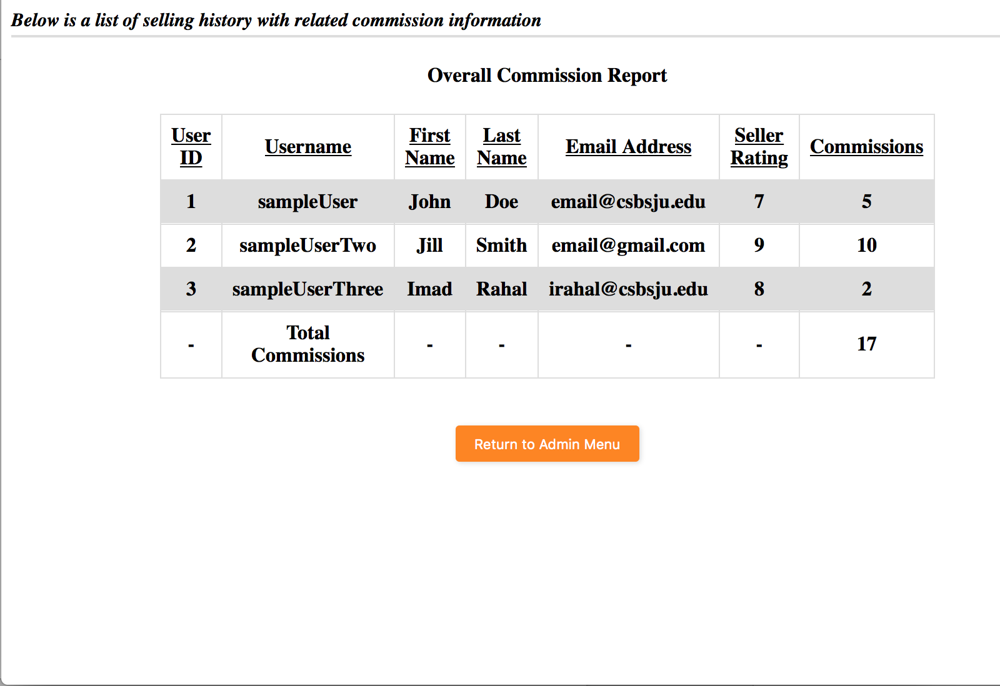 Below is a list of selling history with related commission information
Overall Commission Report
User ID Username First Name Last Name Email Address Seller Rating Commissions
1 sampleUser John Doe email@csbsju.edu 7 5
2 sampleUserTwo Jill Smith email@gmail.com 9 10
3 sampleUserThree Imad Rahal irahal@csbsju.edu 8 2
- Total Commissions - - - - 17
Return to Admin Menu